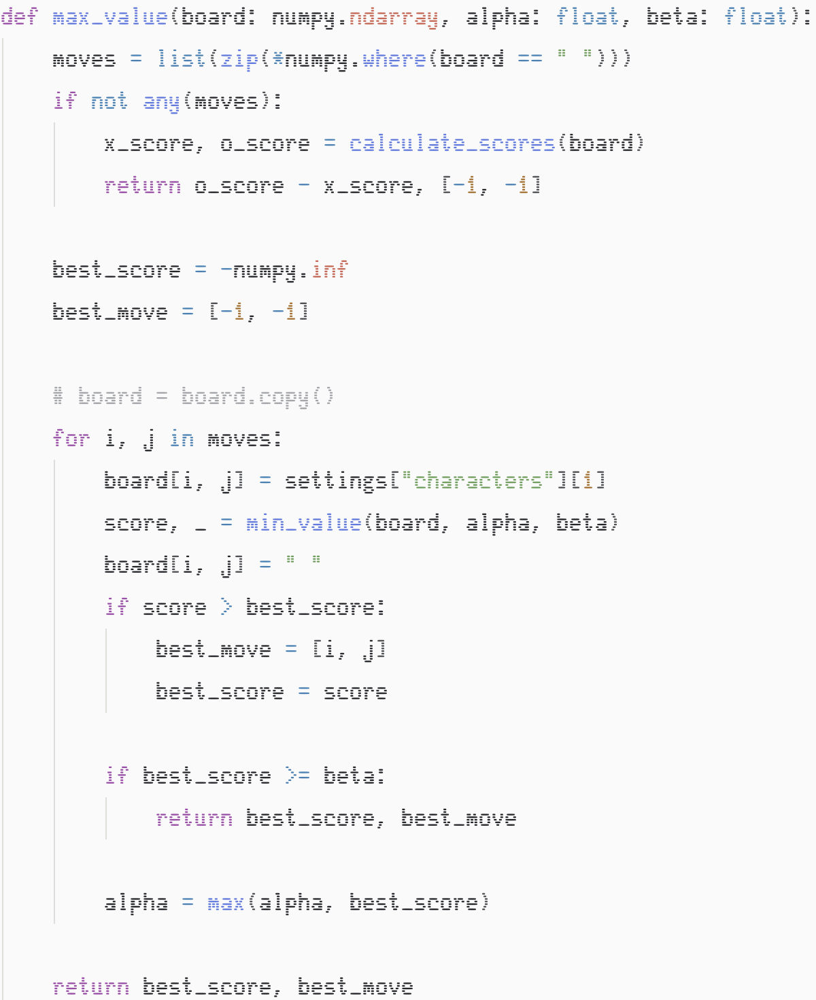 def max_value(board: numpy.ndarray, alpha: float, beta: float):
    moves = list(zip(*numpy.where(board == " ")))
    if not any(moves):
        x_score, o_score = calculate_scores(board)
        return o_score - x_score, [-1, -1]

    best_score = -numpy.inf
    best_move = [-1, -1]

    # board = board.copy()
    for i, j in moves:
        board[i, j] = settings["characters"][1]
        score, _ = min_value(board, alpha, beta)
        board[i, j] = " "
        if score > best_score:
            best_move = [i, j]
            best_score = score

        if best_score >= beta:
            return best_score, best_move

        alpha = max(alpha, best_score)

    return best_score, best_move